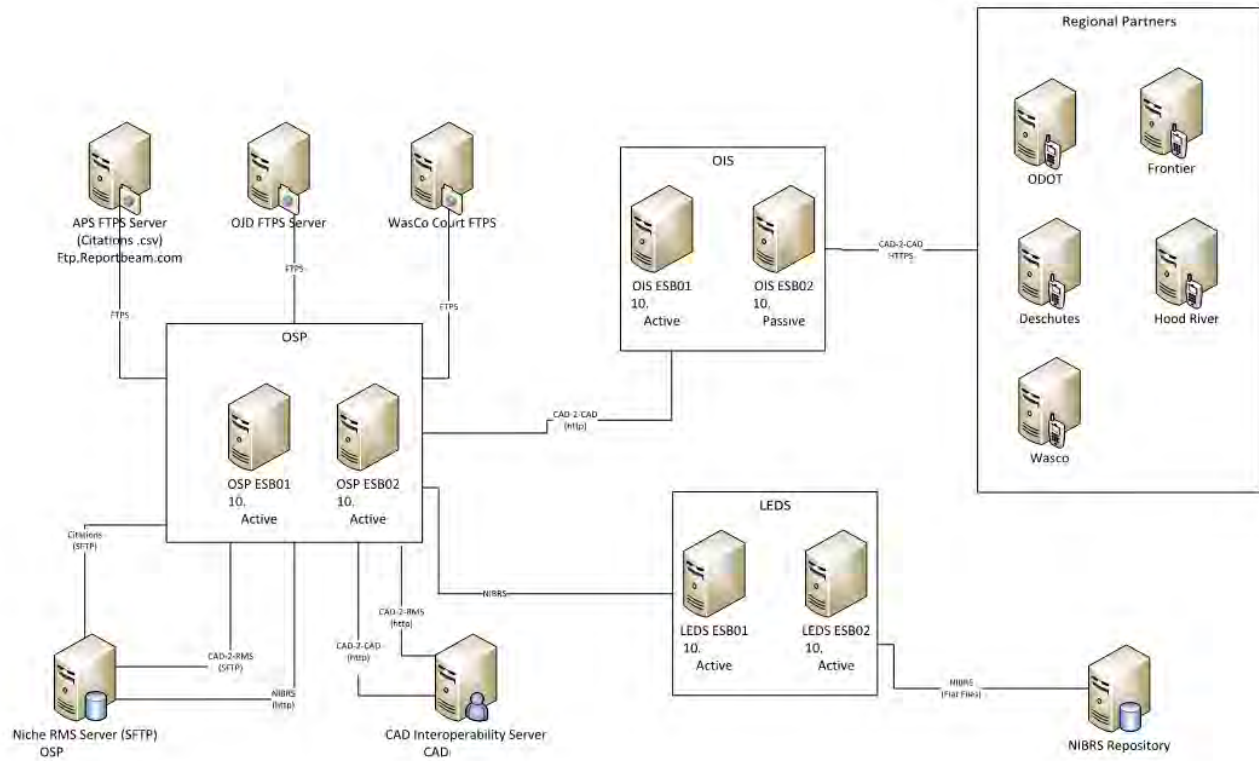 Regional Partners
ODOT
Frontier
Deschutes
Hood River
Wasco
APS FTPS Server
(Citations .csv)
Ftp.Reportbeam.com
OJD FTPS Server
WasCo Court FTPS
FTPS
FTPS
FTPS
OIS
OIS ESB01
10.
Active
OIS ESB02
10.
Passive
CAD-2-CAD
HTTPS
OSP
OSP ESB01
10.
Active
OSP ESB02
10.
Active
CAD-2-CAD
(http)
LEDS
LEDS ESB01
10.
Active
LEDS ESB02
10.
Active
NIBRS
Citations
(SFTP)
CAD-2-RMS
(SFTP)
NIBRS
(http)
CAD-2-CAD
(http)
CAD-2-RMS
(http)
NIBRS
(Flat Files)
Niche RMS Server (SFTP)
OSP
CAD Interoperability Server
CAD
NIBRS Repository